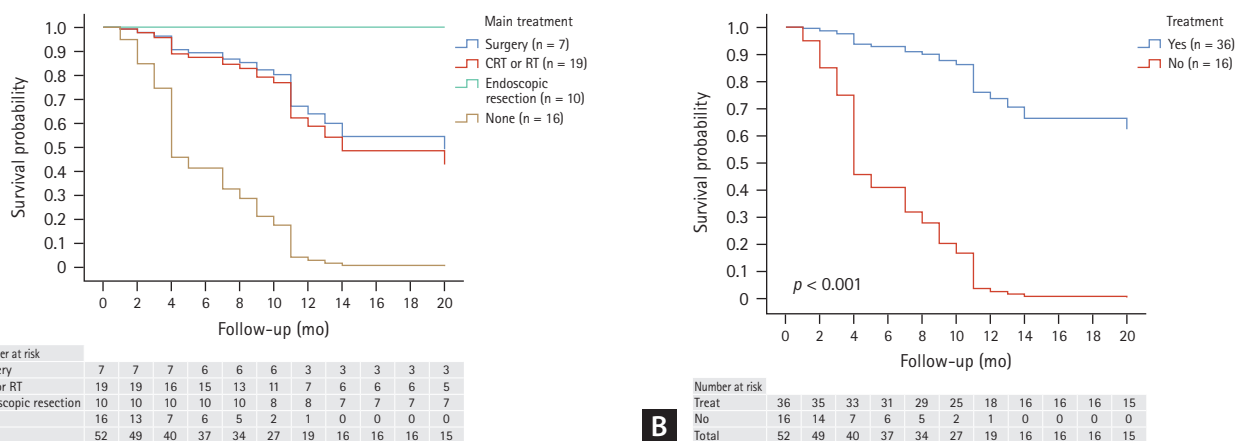 Main treatment
Surgery (n = 7)
CRT or RT (n = 19)
Endoscopic
resection (n = 10)
None (n = 16)
Survival probability
1.0
0.9
0.8
0.7
0.6
0.5
0.4
0.3
0.2
0.1
0
0 2 4 6 8 10 12 14 16 18 20
Follow-up (mo)
er at risk
ery 7 7 7 6 6 6 3 3 3 3 3
or RT 19 19 16 15 13 11 7 6 6 6 5
scopic resection 10 10 10 10 10 8 8 7 7 7 7
16 13 7 6 5 2 1 0 0 0 0
52 49 40 37 34 27 19 16 16 16 15
Treatment
Yes (n = 36)
No (n = 16)
Survival probability
1.0
0.9
0.8
0.7
0.6
0.5
0.4
0.3
0.2
0.1
0
p < 0.001
0 2 4 6 8 10 12 14 16 18 20
Follow-up (mo)
B
Number at risk
Treat 36 35 33 31 29 25 18 16 16 16 15
No 16 14 7 6 5 2 1 0 0 0 0
Total 52 49 40 37 34 27 19 16 16 16 15